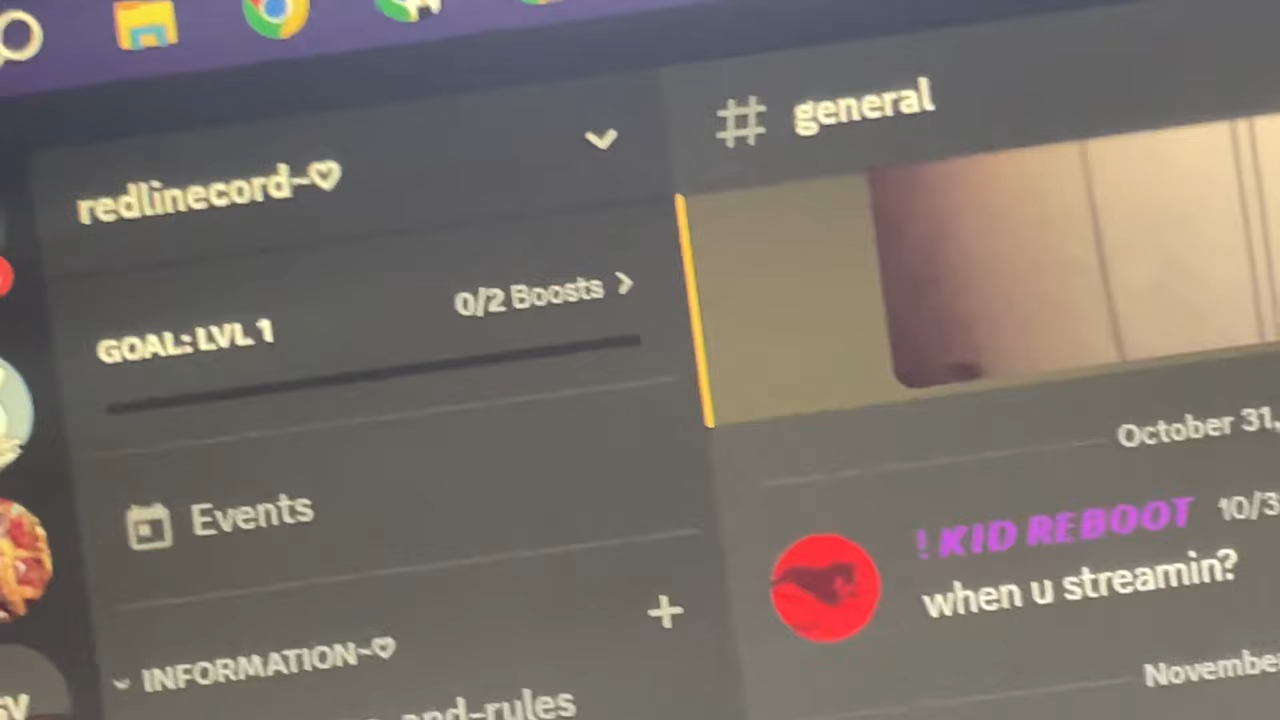 redlinecord~♡
GOAL: LVL 1
0/2 Boosts >
Events
INFORMATION~♡
and-rules
# general
October 31,
! KID REBOOT 10/3
when u streamin?
November